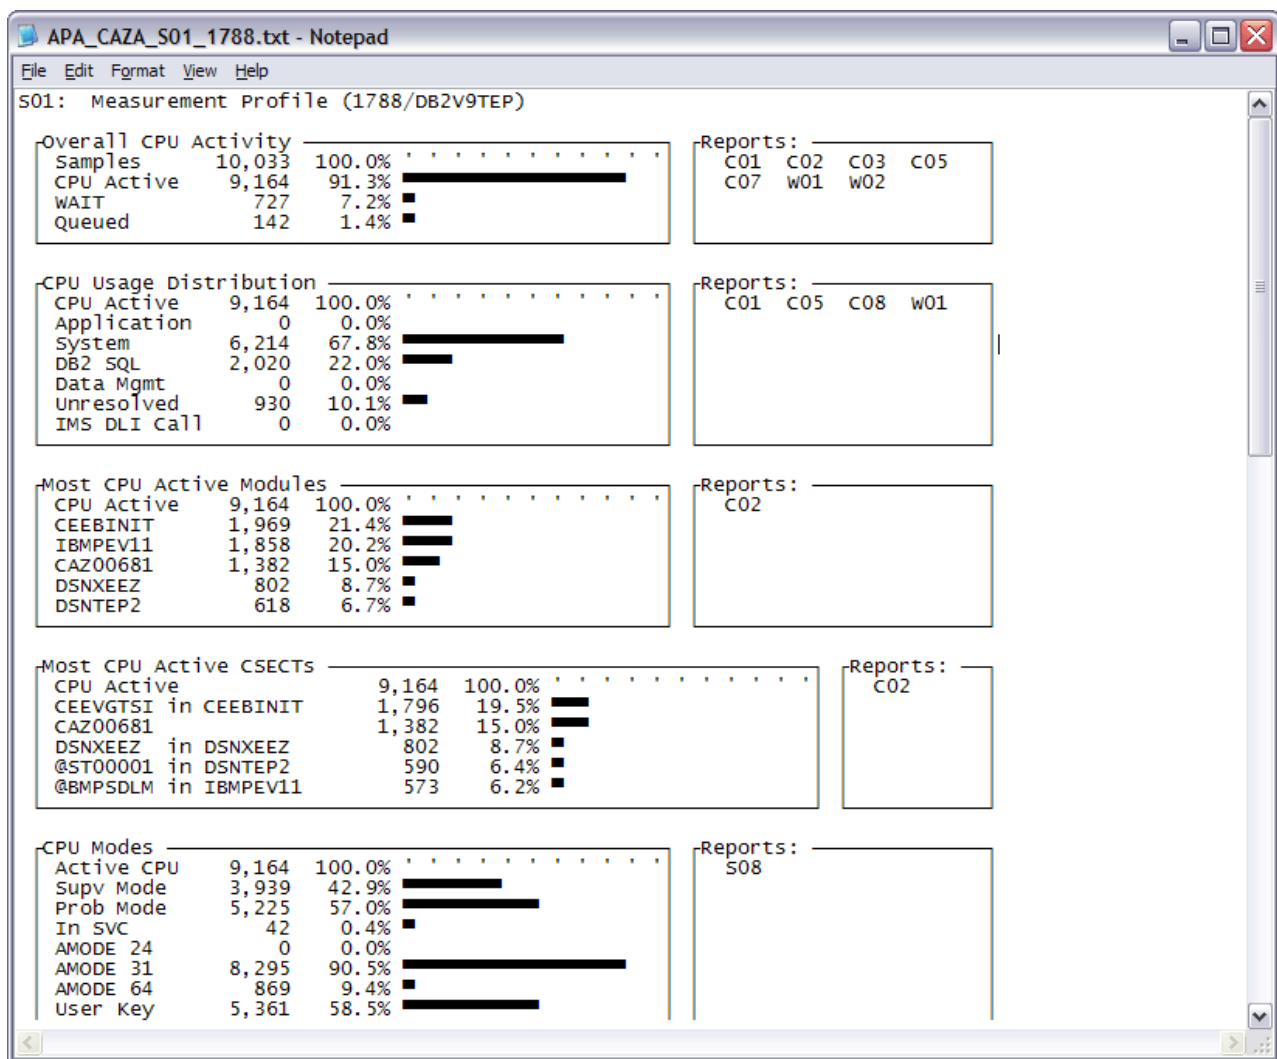 APA_CAZA_S01_1788.txt - Notepad
File Edit Format View Help
S01: Measurement Profile (1788/DB2V9TEP)
Overall CPU Activity
Samples 10,033 100.0%
CPU Active 9,164 91.3%
WAIT 727 7.2%
Queued 142 1.4%
Reports:
C01 C02 C03 C05
C07 W01 W02
CPU Usage Distribution
CPU Active 9,164 100.0%
Application 0 0.0%
System 6,214 67.8%
DB2 SQL 2,020 22.0%
Data Mgmt 0 0.0%
Unresolved 930 10.1%
IMS DLI Call 0 0.0%
Reports:
C01 C05 C08 W01
Most CPU Active Modules
CPU Active 9,164 100.0%
CEEBINIT 1,969 21.4%
IBMPEV11 1,858 20.2%
CAZ00681 1,382 15.0%
DSNXEEZ 802 8.7%
DSNTEP2 618 6.7%
Reports:
C02
Most CPU Active CSECTs
CPU Active 9,164 100.0%
CEEVGTSI in CEEBINIT 1,796 19.5%
CAZ00681 1,382 15.0%
DSNXEEZ in DSNXEEZ 802 8.7%
@ST00001 in DSNTEP2 590 6.4%
@BMPSDLM in IBMPEV11 573 6.2%
Reports:
C02
CPU Modes
Active CPU 9,164 100.0%
Supv Mode 3,939 42.9%
Prob Mode 5,225 57.0%
In SVC 42 0.4%
AMODE 24 0 0.0%
AMODE 31 8,295 90.5%
AMODE 64 869 9.4%
User Key 5,361 58.5%
Reports:
S08